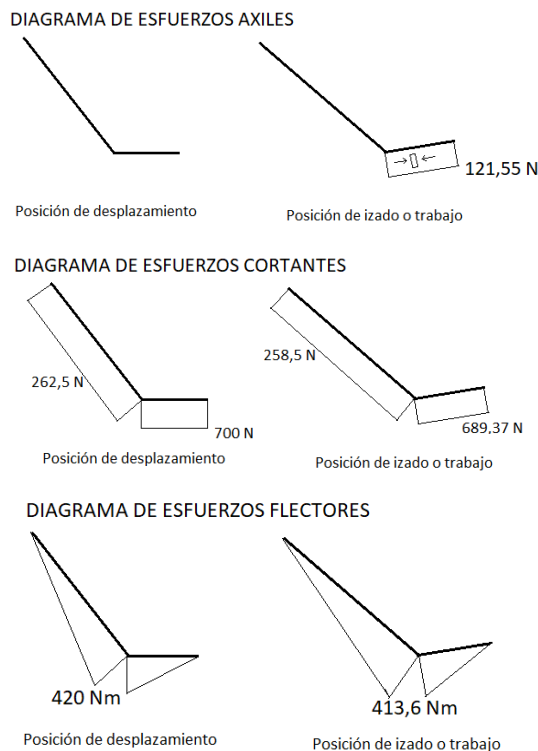 DIAGRAMA DE ESFUERZOS AXILES
121,55 N
Posición de desplazamiento
Posición de izado o trabajo
DIAGRAMA DE ESFUERZOS CORTANTES
262,5 N
258,5 N
700 N
689,37 N
Posición de desplazamiento
Posición de izado o trabajo
DIAGRAMA DE ESFUERZOS FLECTORES
420 Nm
413,6 Nm
Posición de desplazamiento
Posición de izado o trabajo